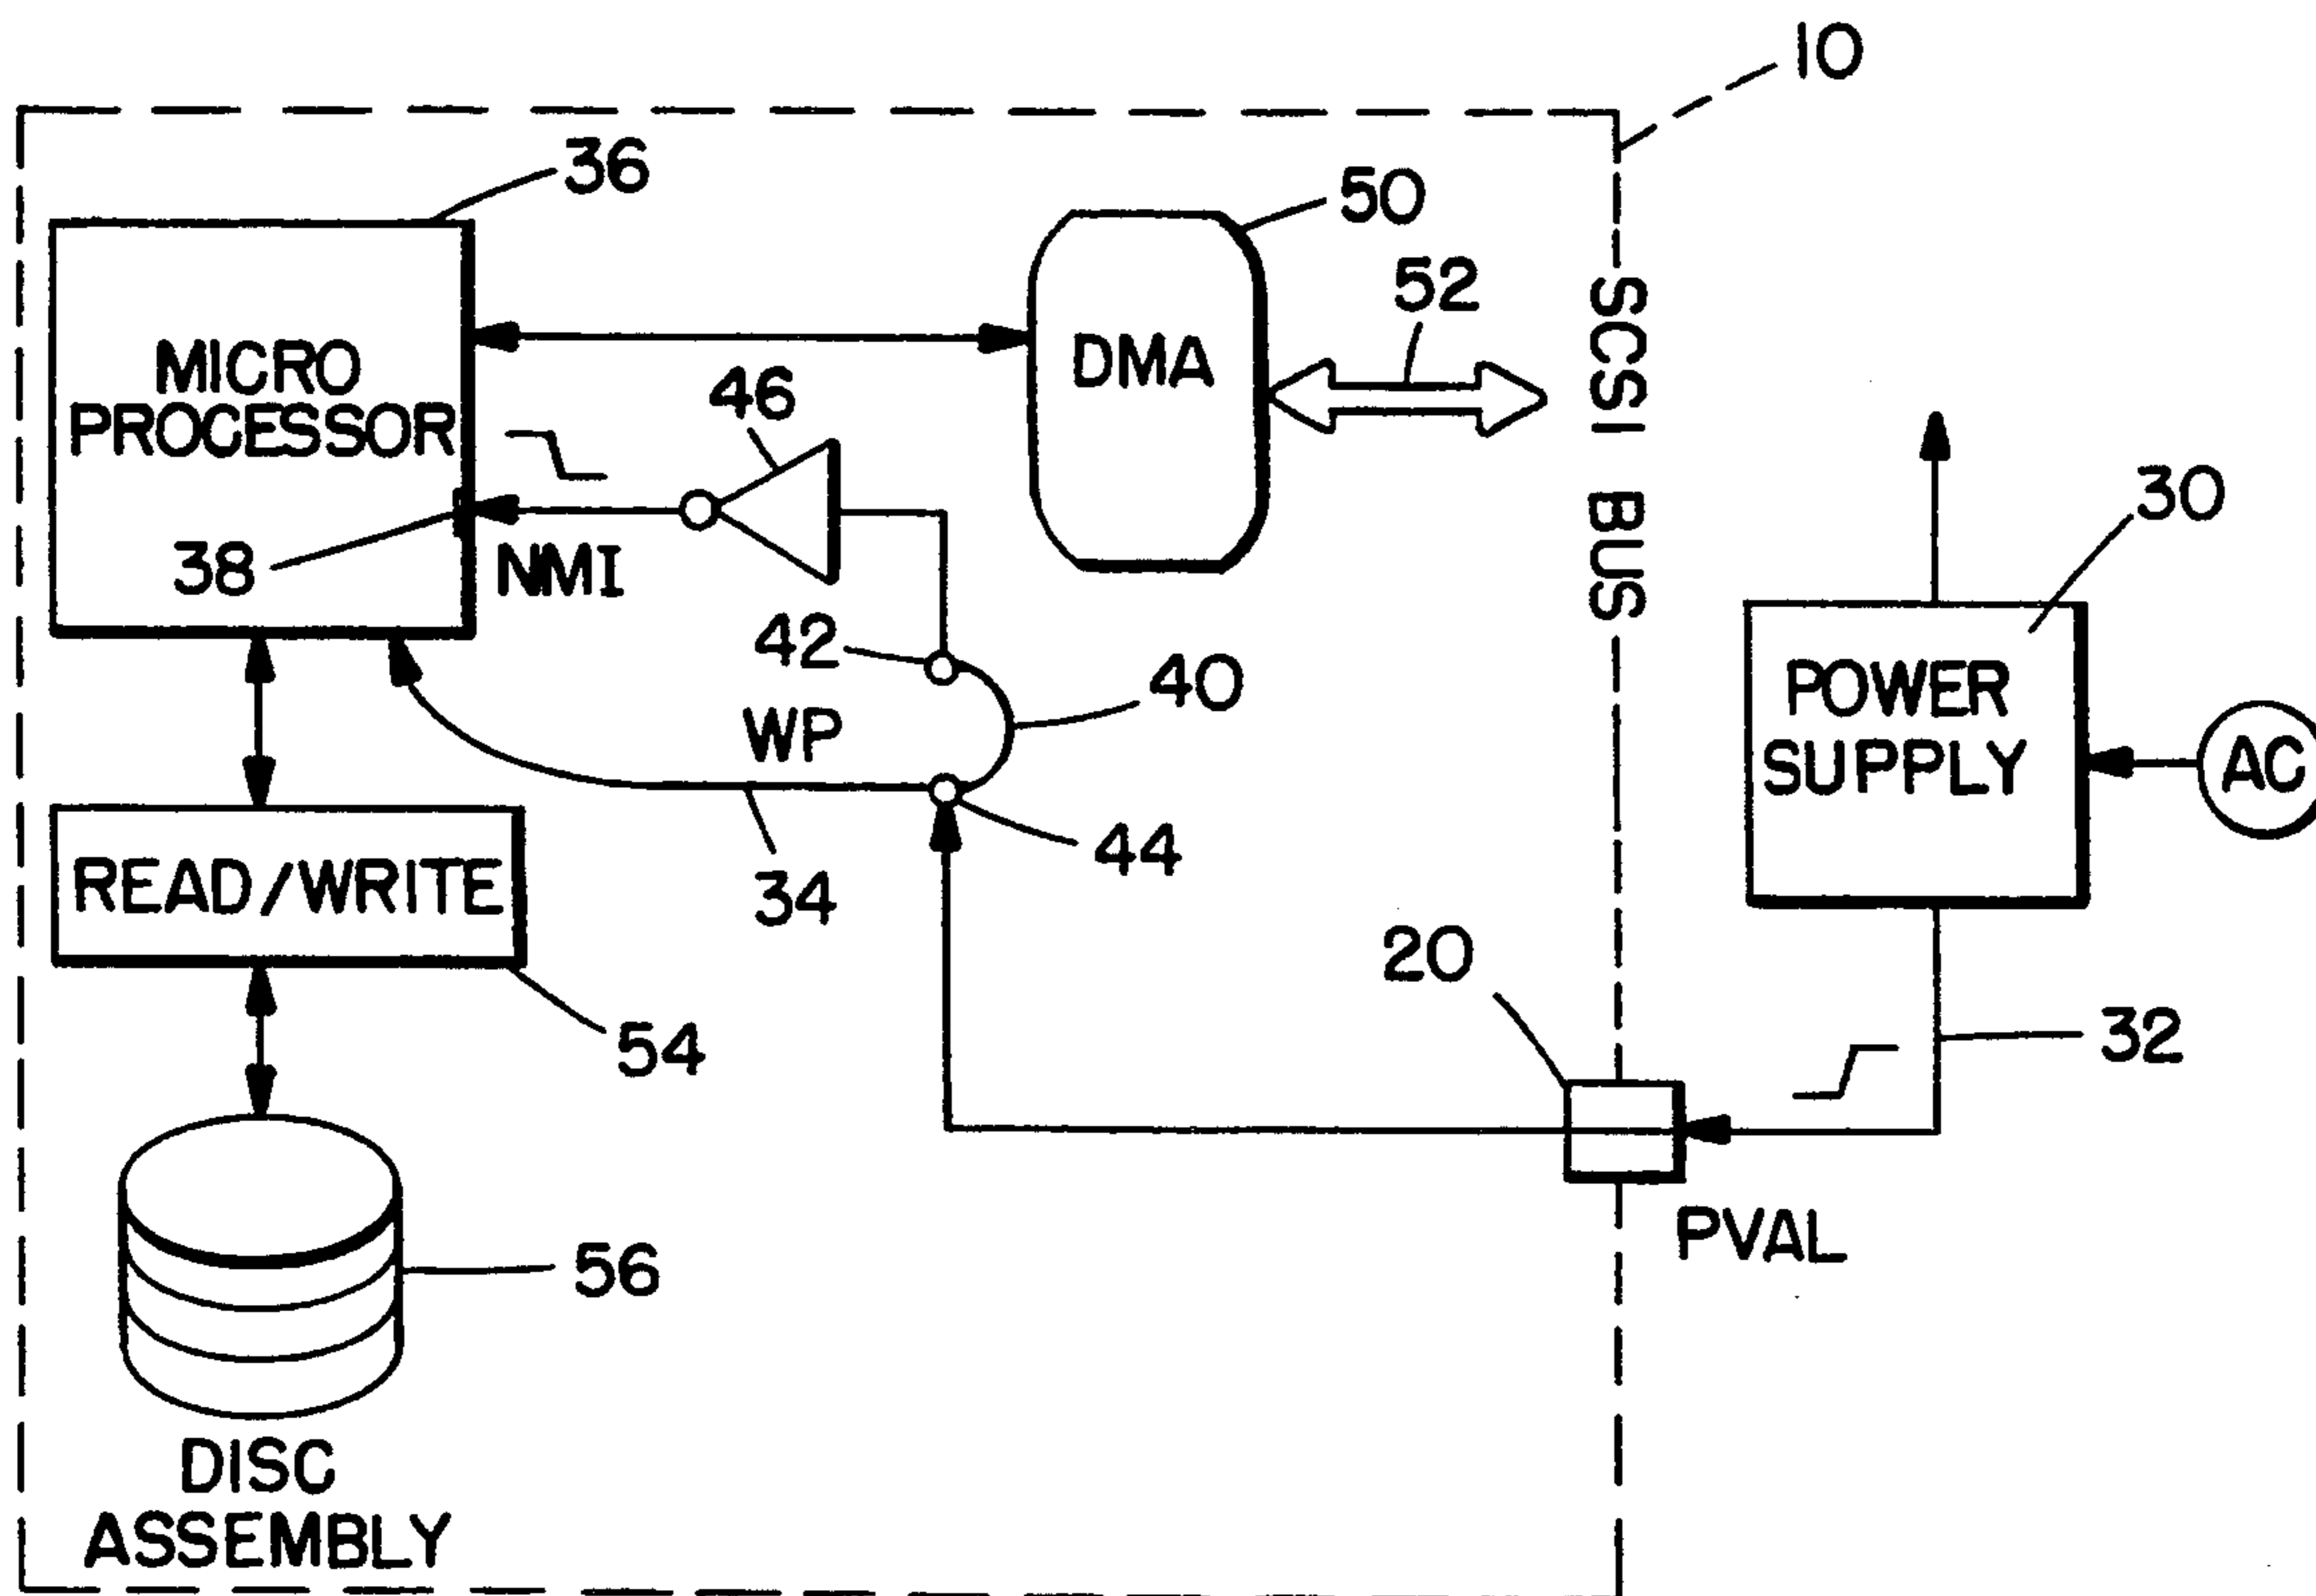 10
36
50
52
SCSI BUS
MICRO
PROCESSOR
DMA
46
30
38
NMI
42
40
POWER
SUPPLY
AC
WP
44
34
READ/WRITE
20
54
32
PVAL
56
DISC
ASSEMBLY